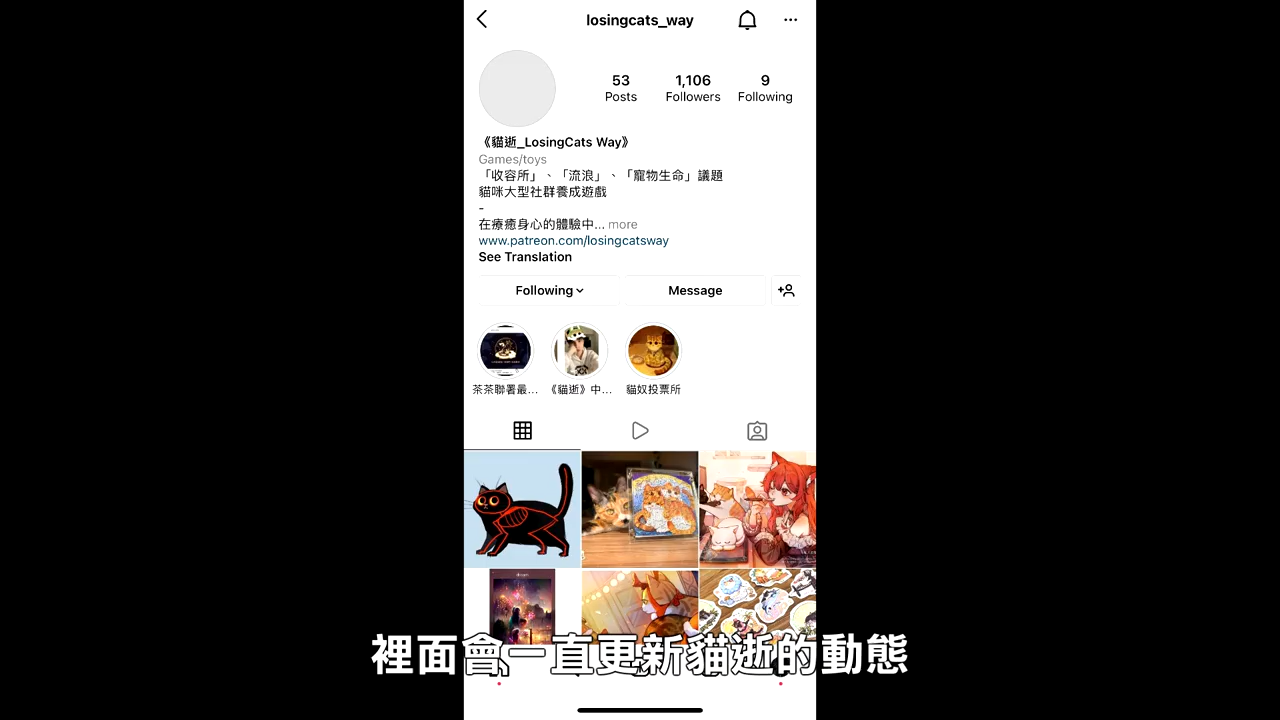 losingcats_way
53
1,106
9
Posts
Followers
Following
《貓逝_LosingCats Way》
Games/toys
「收容所」、「流浪」、「寵物生命」議題
貓咪大型社群養成遊戲
-
在療癒身心的體驗中... more
www.patreon.com/losingcatsway
See Translation
Following
Message
茶茶聯署最...
《貓逝》中...
貓奴投票所
裡面會一直更新貓逝的動態